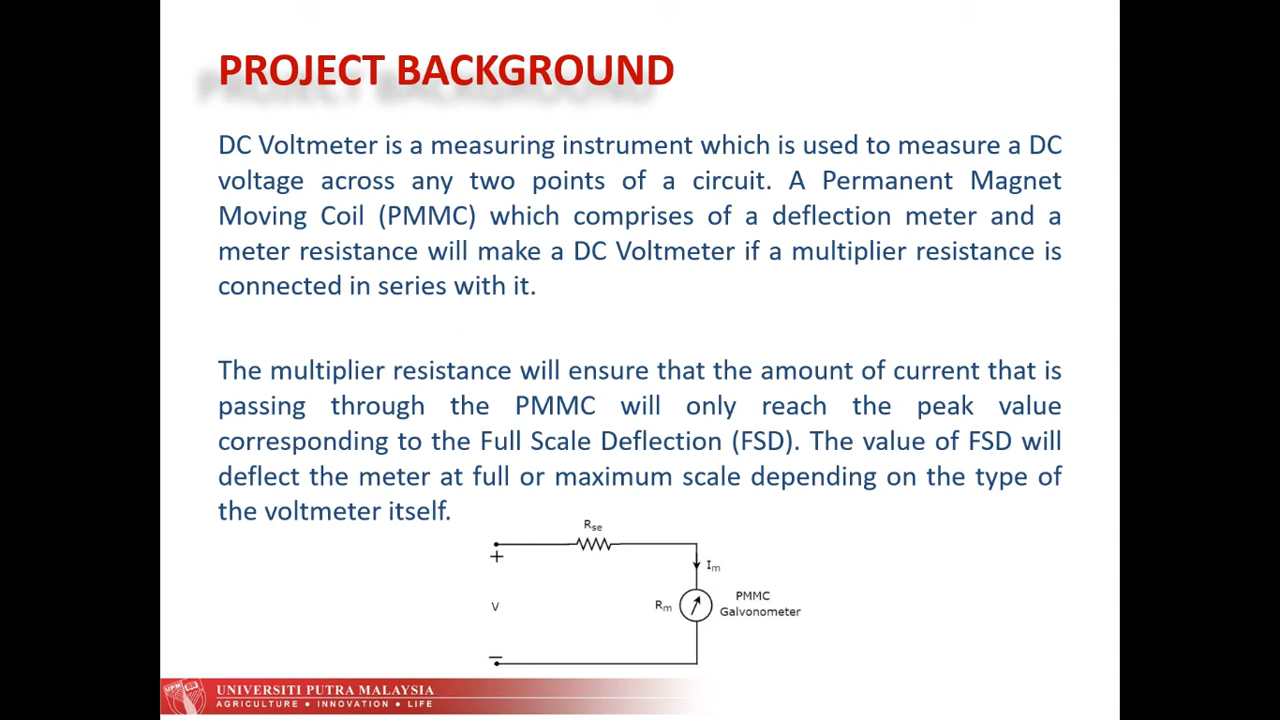 PROJECT BACKGROUND
DC Voltmeter is a measuring instrument which is used to measure a DC
voltage across any two points of a circuit. A Permanent Magnet
Moving Coil (PMMC) which comprises of a deflection meter and a
meter resistance will make a DC Voltmeter if a multiplier resistance is
connected in series with it.
The multiplier resistance will ensure that the amount of current that is
passing through the PMMC will only reach the peak value
corresponding to the Full Scale Deflection (FSD). The value of FSD will
deflect the meter at full or maximum scale depending on the type of
the voltmeter itself.
Rse
+
Im
V
Rm
PMMC
Galvonometer
−
UPM
UNIVERSITI PUTRA MALAYSIA
AGRICULTURE • INNOVATION • LIFE